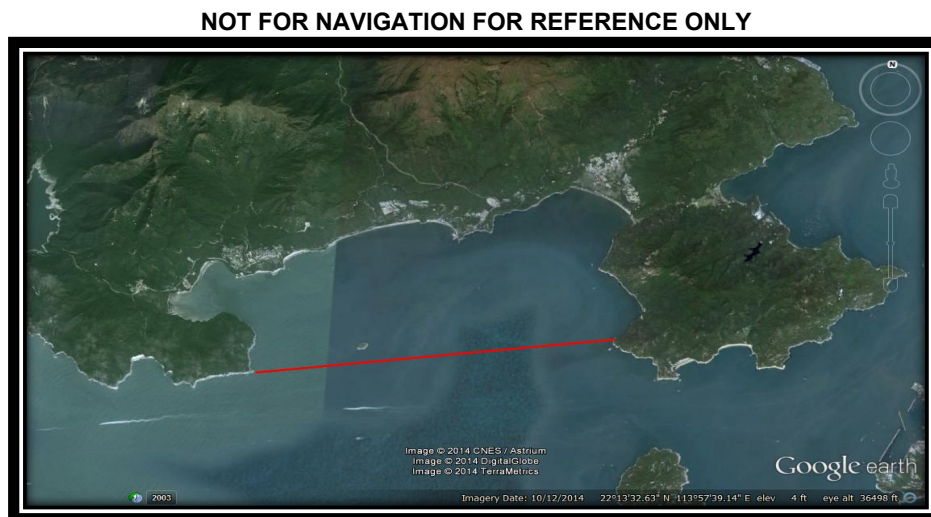 NOT FOR NAVIGATION FOR REFERENCE ONLY
N
Image © 2014 CNES / Astrium
Image © 2014 DigitalGlobe
Image © 2014 TerraMetrics
Google earth
2003
Imagery Date: 10/12/2014 22°13'32.63" N 113°57'39.14" E elev 4 ft eye alt 36498 ft